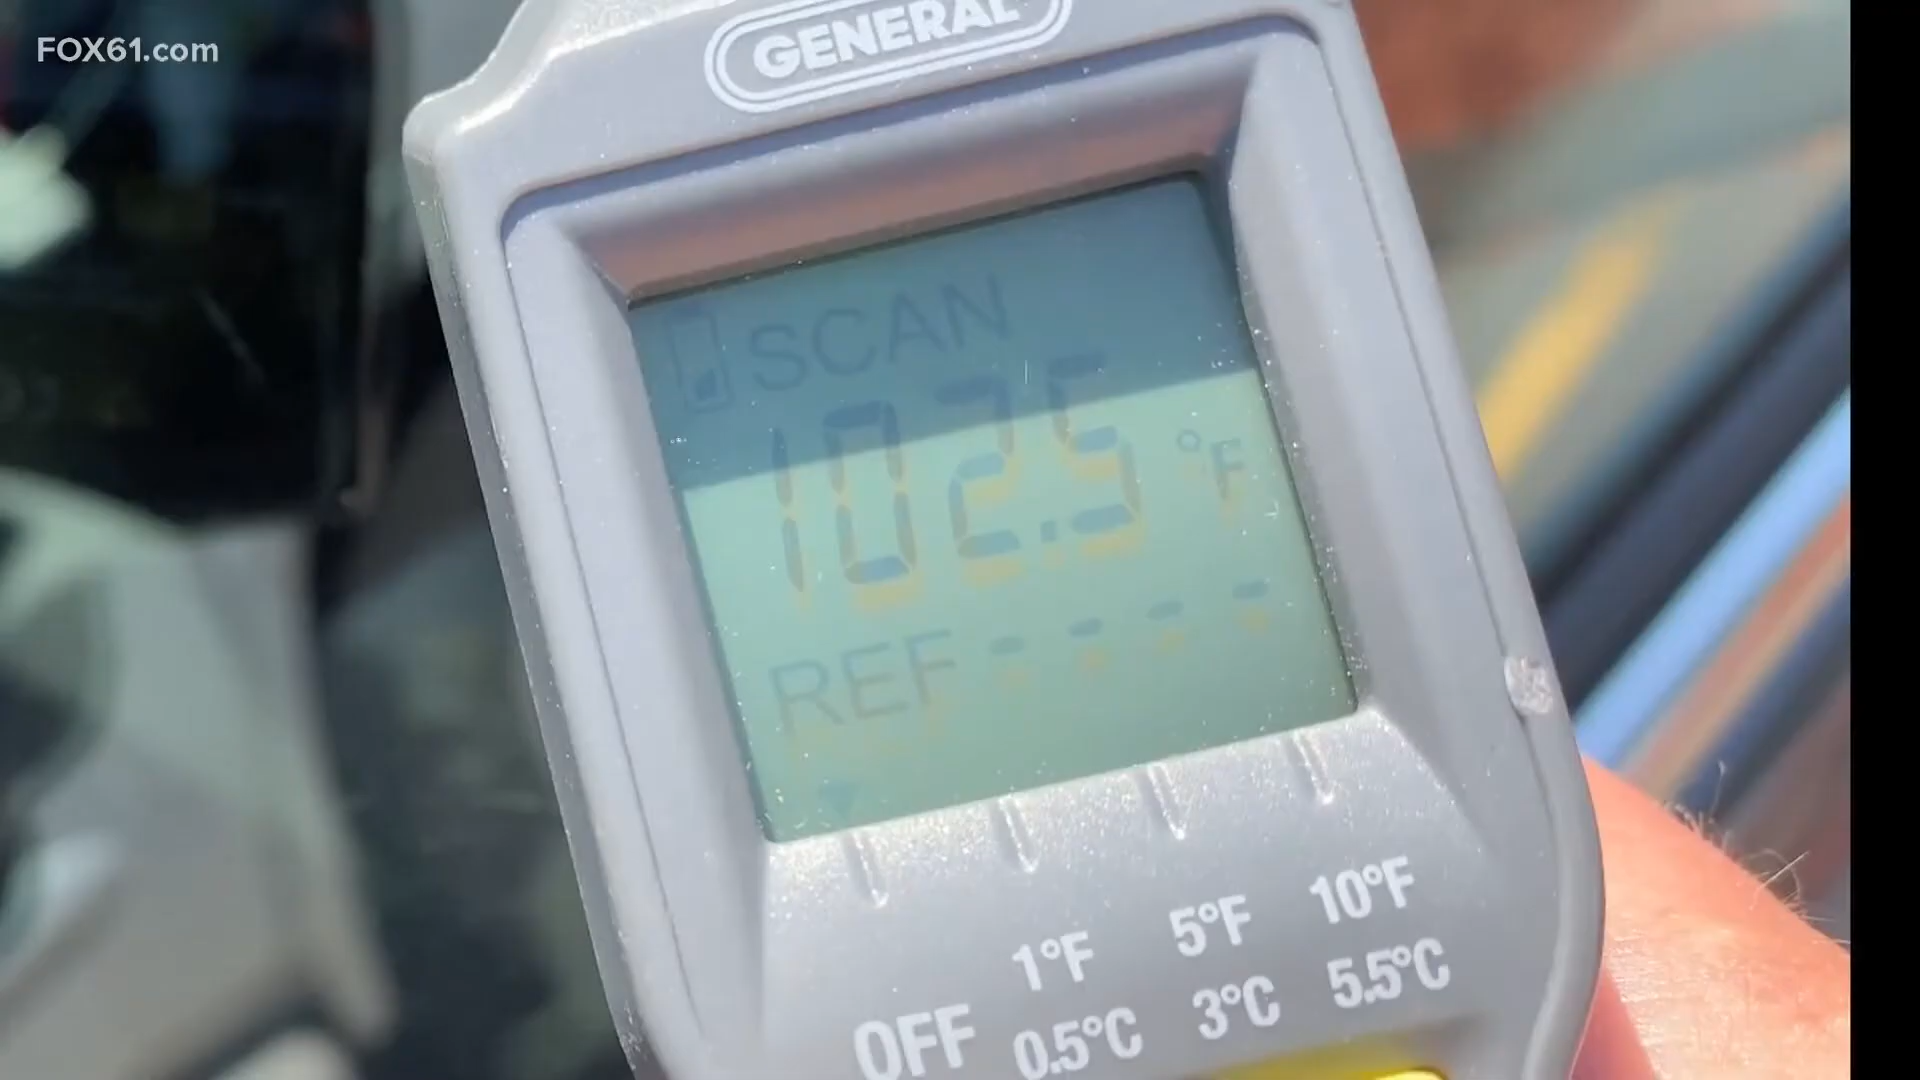 FOX61.com
GENERAL
SCAN
102.5 °F
REF - - - -
OFF 1°F 5°F 10°F
0.5°C 3°C 5.5°C